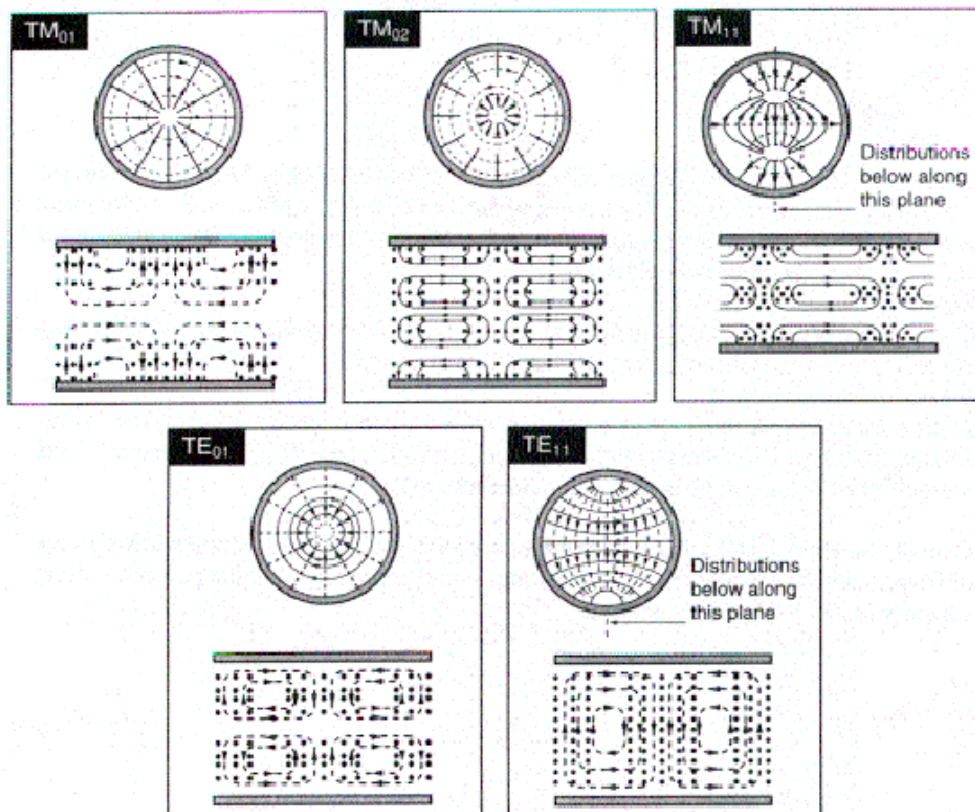 TM01
TM02
TM11
Distributions
below along
this plane
TE01
TE11
Distributions
below along
this plane